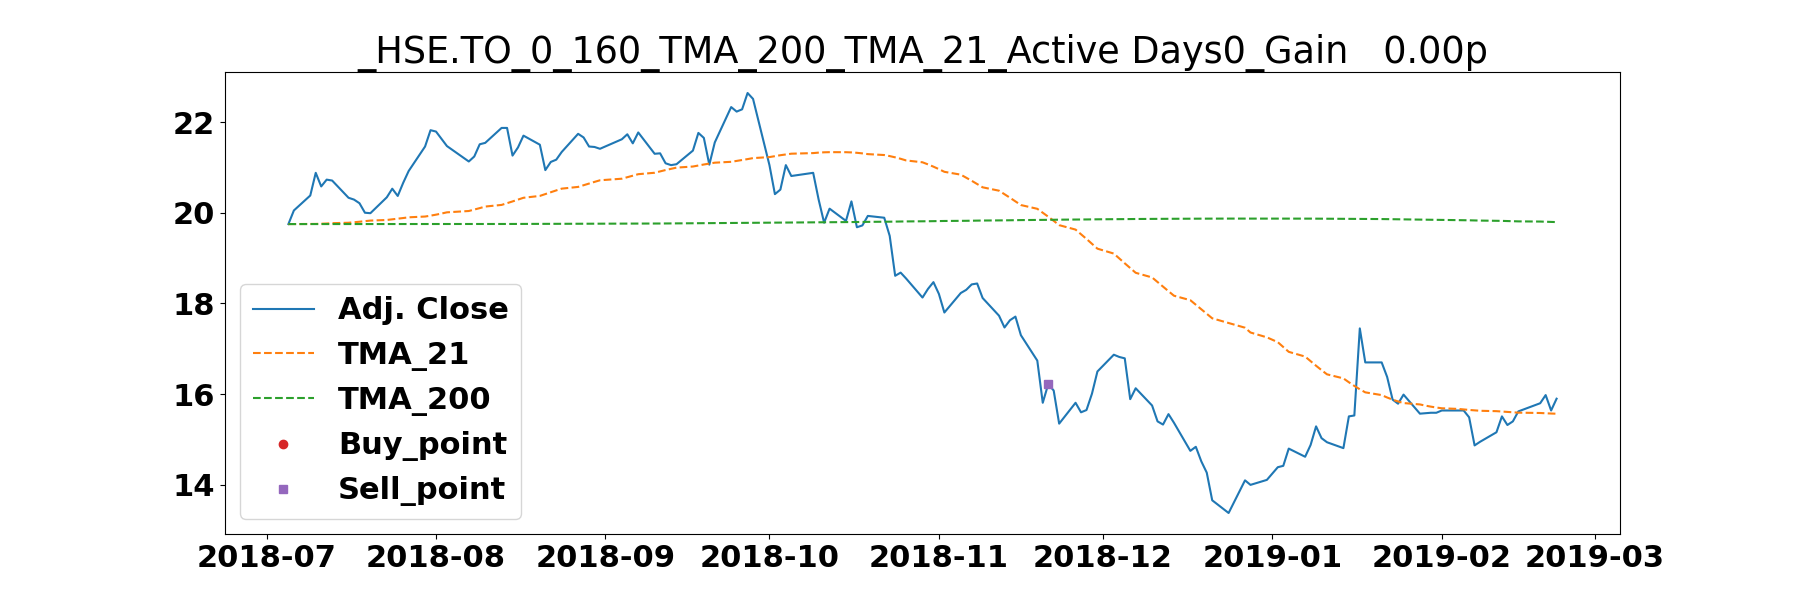 _HSE.TO_0_160_TMA_200_TMA_21_Active Days0_Gain   0.00p
22
20
18
16
14
Adj. Close
TMA_21
TMA_200
Buy_point
Sell_point
2018-07 2018-08 2018-09 2018-10 2018-11 2018-12 2019-01 2019-02 2019-03